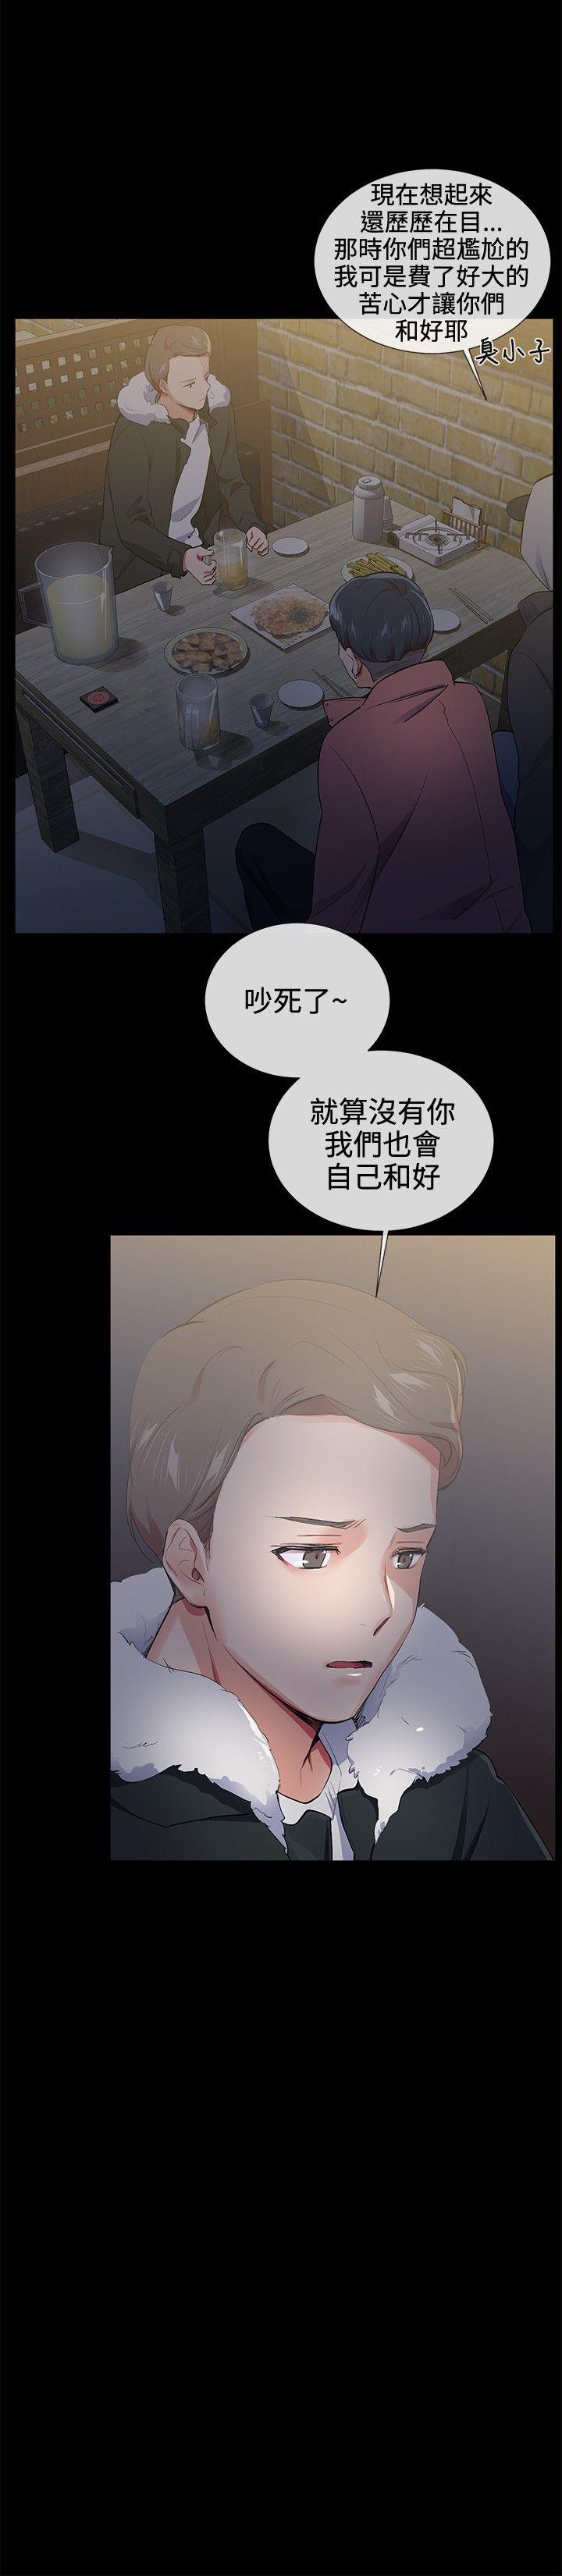 現在想起來
還歷歷在目...
那時你們超尷尬的
我可是費了好大的
苦心才讓你們
和好耶
臭小子
吵死了~
就算沒有你
我們也會
自己和好